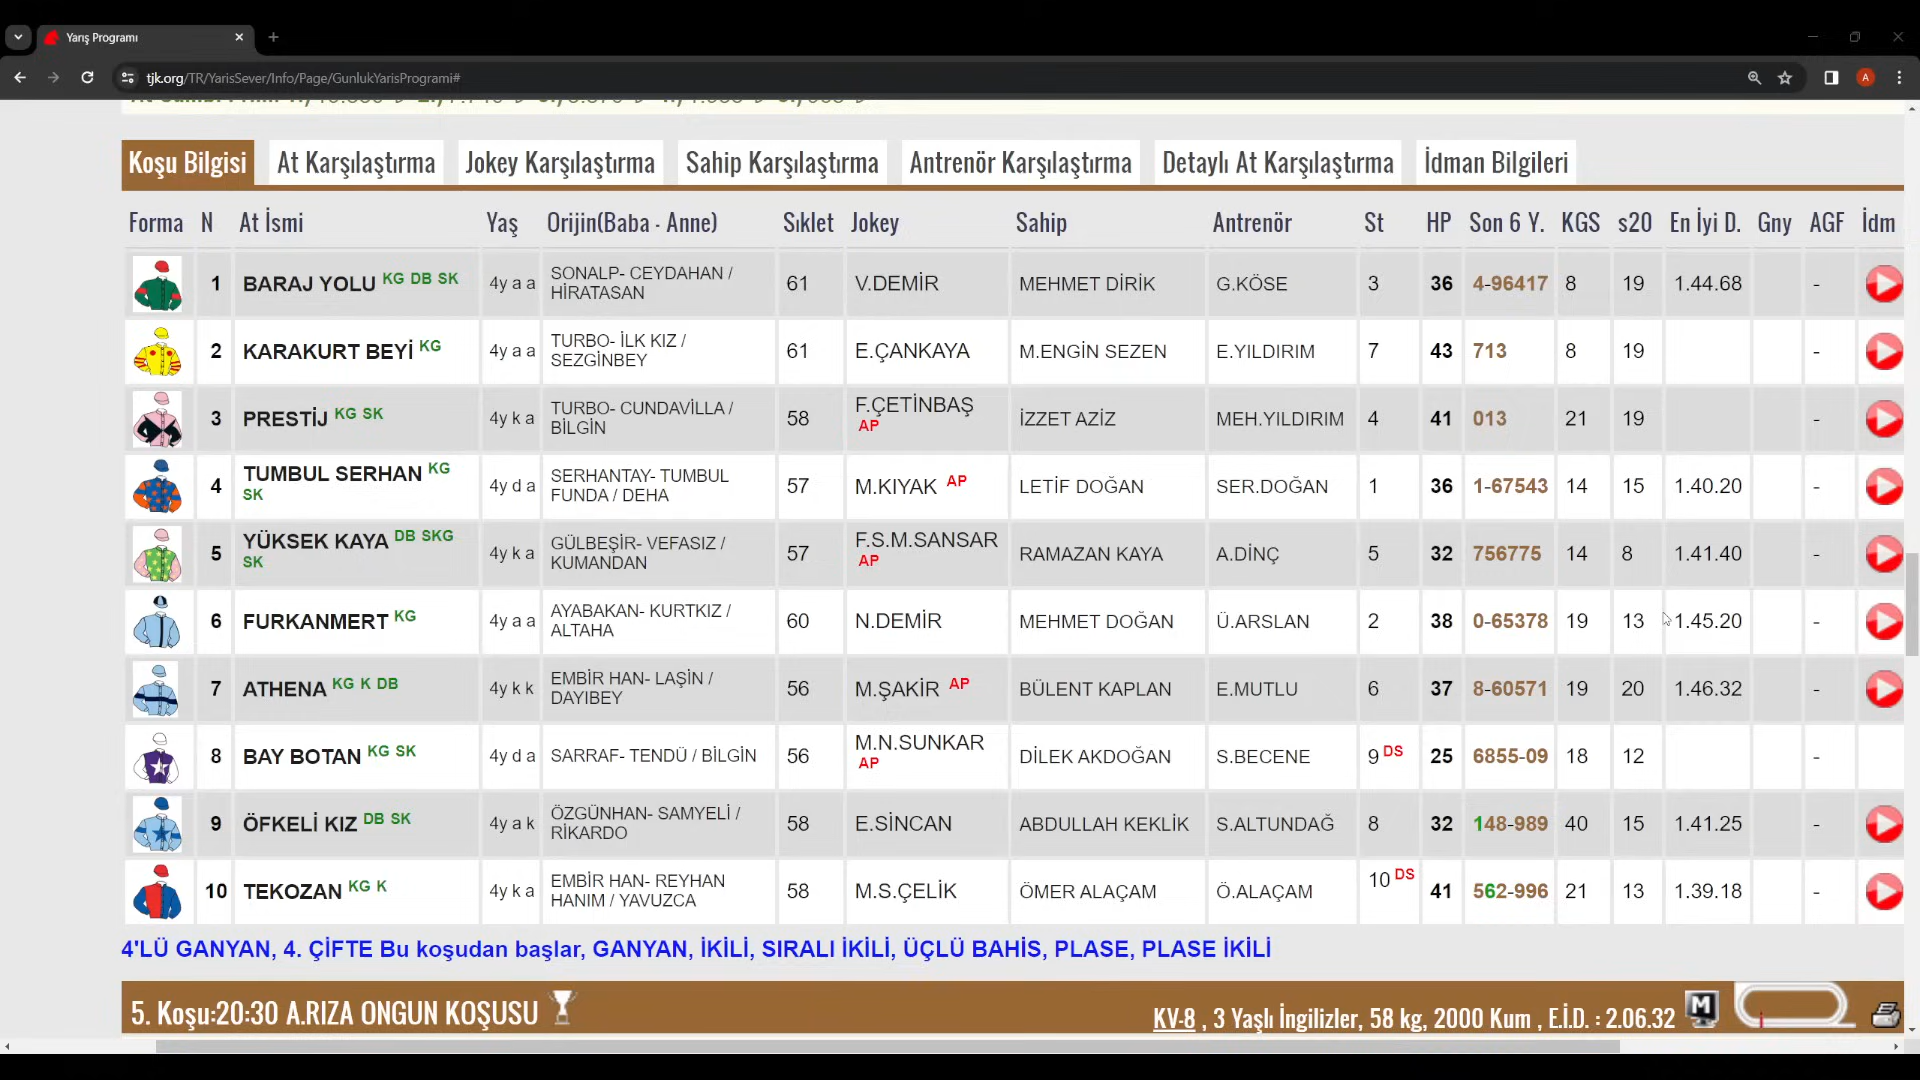 Yarış Programı
tjk.org/TR/YarisSever/Info/Page/GunlukYarisProgrami#
A
Koşu Bilgisi At Karşılaştırma Jokey Karşılaştırma Sahip Karşılaştırma Antrenör Karşılaştırma Detaylı At Karşılaştırma İdman Bilgileri
Forma N At İsmi Yaş Orijin(Baba - Anne) Sıklet Jokey Sahip Antrenör St HP Son 6 Y. KGS s20 En İyi D. Gny AGF İdm
1 BARAJ YOLU KG DB SK 4y a a SONALP- CEYDAHAN / HİRATASAN 61 V.DEMİR MEHMET DİRİK G.KÖSE 3 36 4-96417 8 19 1.44.68 -
2 KARAKURT BEYİ KG 4y a a TURBO- İLK KIZ / SEZGİNBEY 61 E.ÇANKAYA M.ENGİN SEZEN E.YILDIRIM 7 43 713 8 19 -
3 PRESTİJ KG SK 4y k a TURBO- CUNDAVİLLA / BİLGİN 58 F.ÇETİNBAŞ AP İZZET AZİZ MEH.YILDIRIM 4 41 013 21 19 -
4 TUMBUL SERHAN KG SK 4y d a SERHANTAY- TUMBUL FUNDA / DEHA 57 M.KIYAK AP LETİF DOĞAN SER.DOĞAN 1 36 1-67543 14 15 1.40.20 -
5 YÜKSEK KAYA DB SKG SK 4y k a GÜLBEŞİR- VEFASIZ / KUMANDAN 57 F.S.M.SANSAR AP RAMAZAN KAYA A.DİNÇ 5 32 756775 14 8 1.41.40 -
6 FURKANMERT KG 4y a a AYABAKAN- KURTKIZ / ALTAHA 60 N.DEMİR MEHMET DOĞAN Ü.ARSLAN 2 38 0-65378 19 13 1.45.20 -
7 ATHENA KG K DB 4y k k EMBİR HAN- LAŞİN / DAYIBEY 56 M.ŞAKİR AP BÜLENT KAPLAN E.MUTLU 6 37 8-60571 19 20 1.46.32 -
8 BAY BOTAN KG SK 4y d a SARRAF- TENDÜ / BİLGİN 56 M.N.SUNKAR AP DİLEK AKDOĞAN S.BECENE 9 DS 25 6855-09 18 12 -
9 ÖFKELİ KIZ DB SK 4y a k ÖZGÜNHAN- SAMYELİ / RİKARDO 58 E.SİNCAN ABDULLAH KEKLİK S.ALTUNDAĞ 8 32 148-989 40 15 1.41.25 -
10 TEKOZAN KG K 4y k a EMBİR HAN- REYHAN HANIM / YAVUZCA 58 M.S.ÇELİK ÖMER ALAÇAM Ö.ALAÇAM 10 DS 41 562-996 21 13 1.39.18 -
4'LÜ GANYAN, 4. ÇİFTE Bu koşudan başlar, GANYAN, İKİLİ, SIRALI İKİLİ, ÜÇLÜ BAHİS, PLASE, PLASE İKİLİ
5. Koşu:20:30 A.RIZA ONGUN KOŞUSU KV-8 , 3 Yaşlı İngilizler, 58 kg, 2000 Kum , E.İ.D. : 2.06.32 M